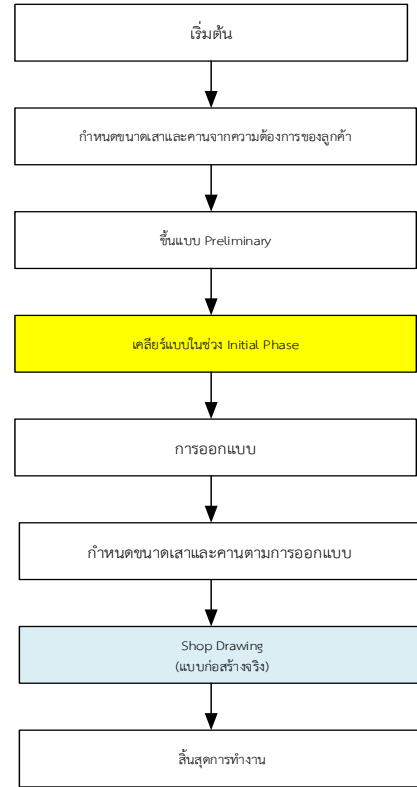 เริ่มต้น
กำหนดขนาดเสาและคานจากความต้องการของลูกค้า
ขึ้นแบบ Preliminary
เคลียร์แบบในช่วง Initial Phase
การออกแบบ
กำหนดขนาดเสาและคานตามการออกแบบ
Shop Drawing
(แบบก่อสร้างจริง)
สิ้นสุดการทำงาน